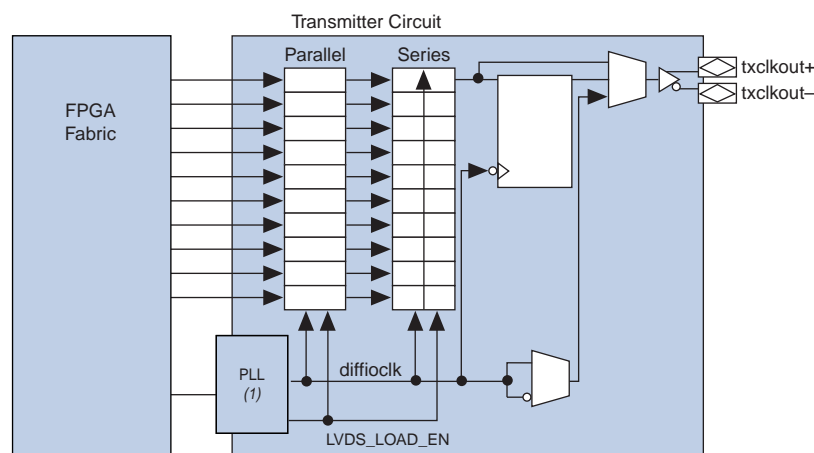 Transmitter Circuit
Parallel
Series
txclkout+
txclkout–
FPGA
Fabric
PLL
(1)
diffioclk
LVDS_LOAD_EN